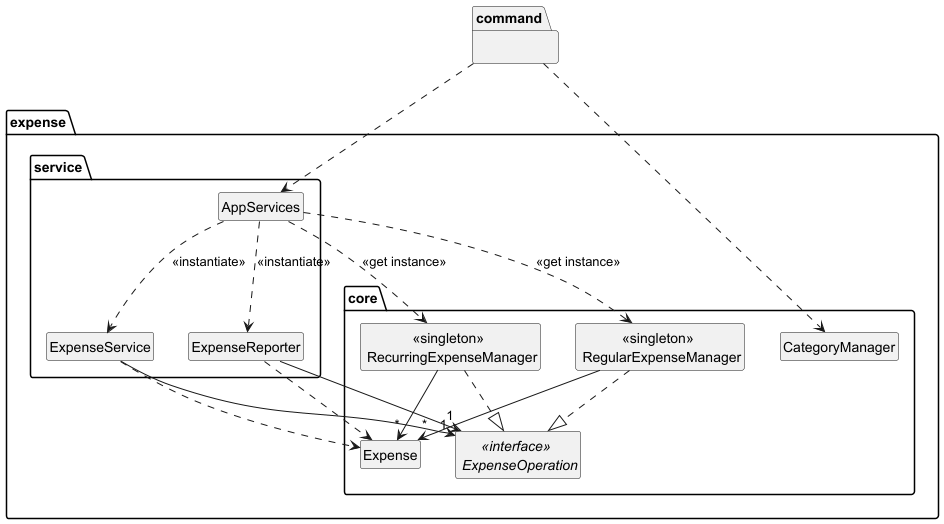 command
expense
service
AppServices
«instantiate»
«instantiate»
«get instance»
«get instance»
core
ExpenseService
ExpenseReporter
«singleton»
RecurringExpenseManager
«singleton»
RegularExpenseManager
CategoryManager
*
*
1
1
Expense
«interface»
ExpenseOperation